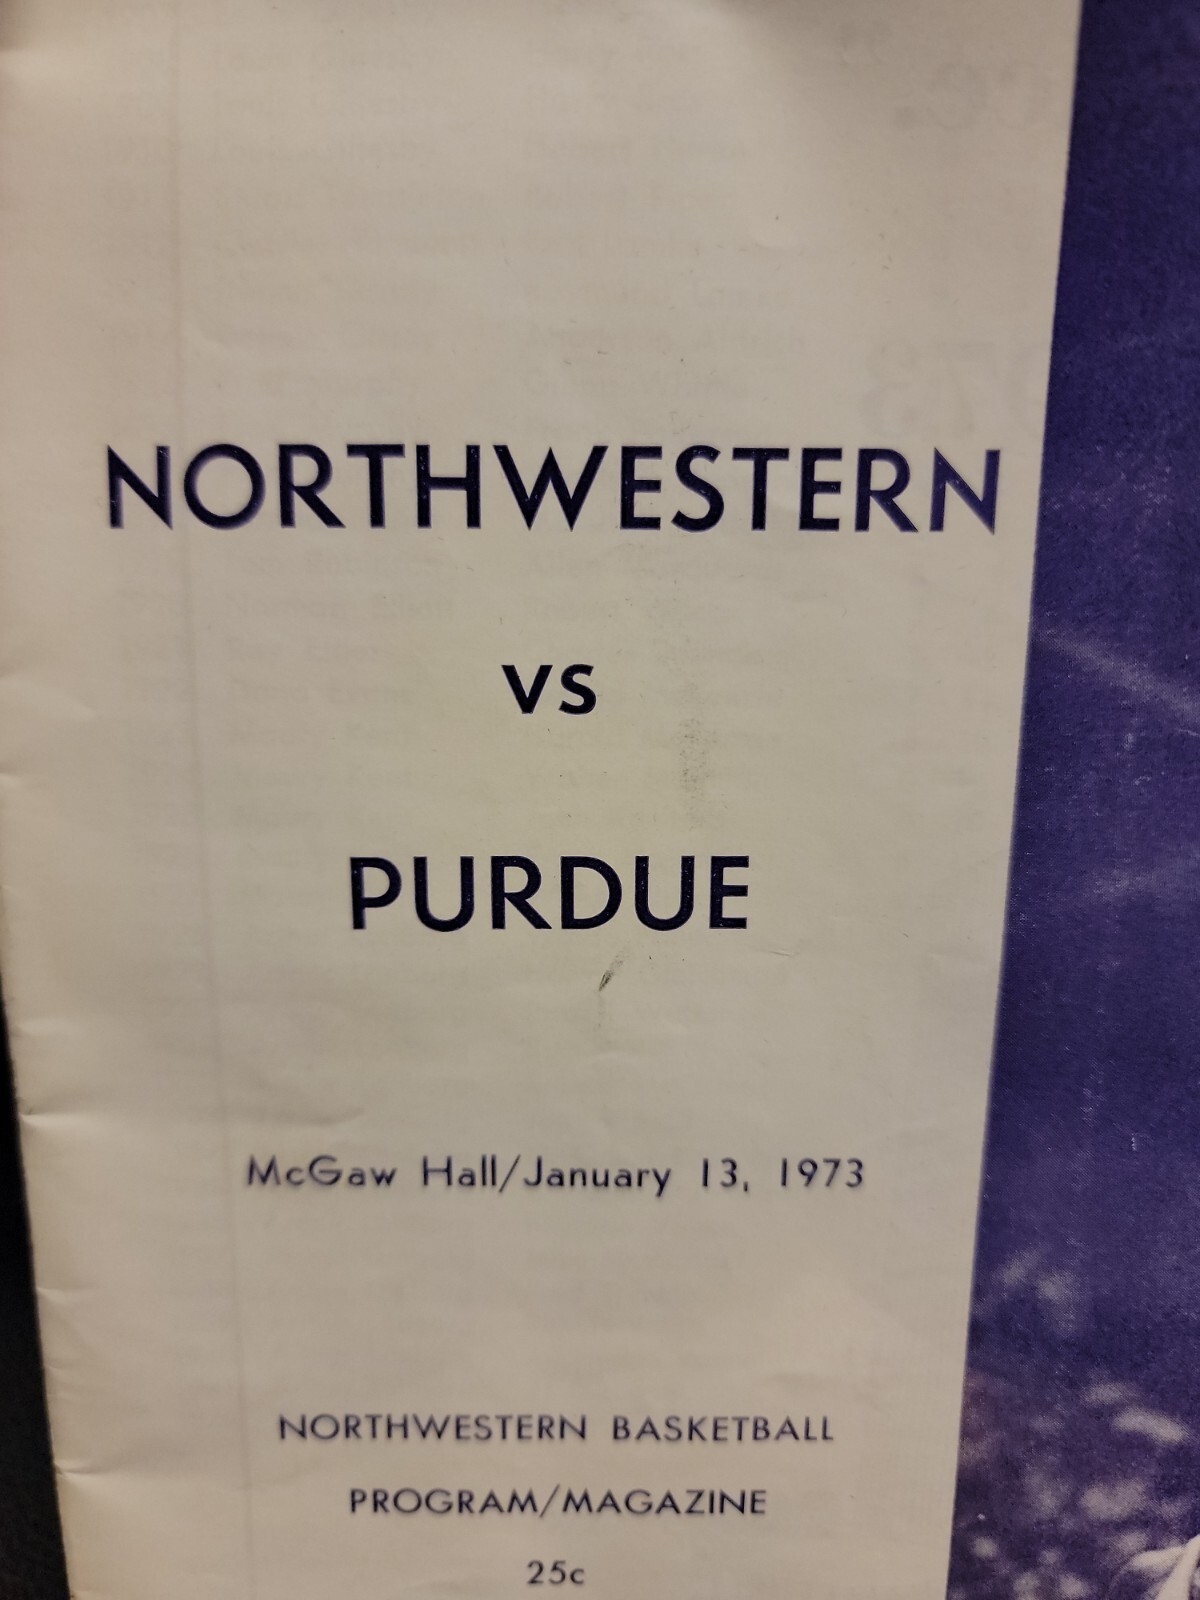 NORTHWESTERN
vs
PURDUE
McGaw Hall/January 13, 1973
NORTHWESTERN BASKETBALL
PROGRAM/MAGAZINE
25c